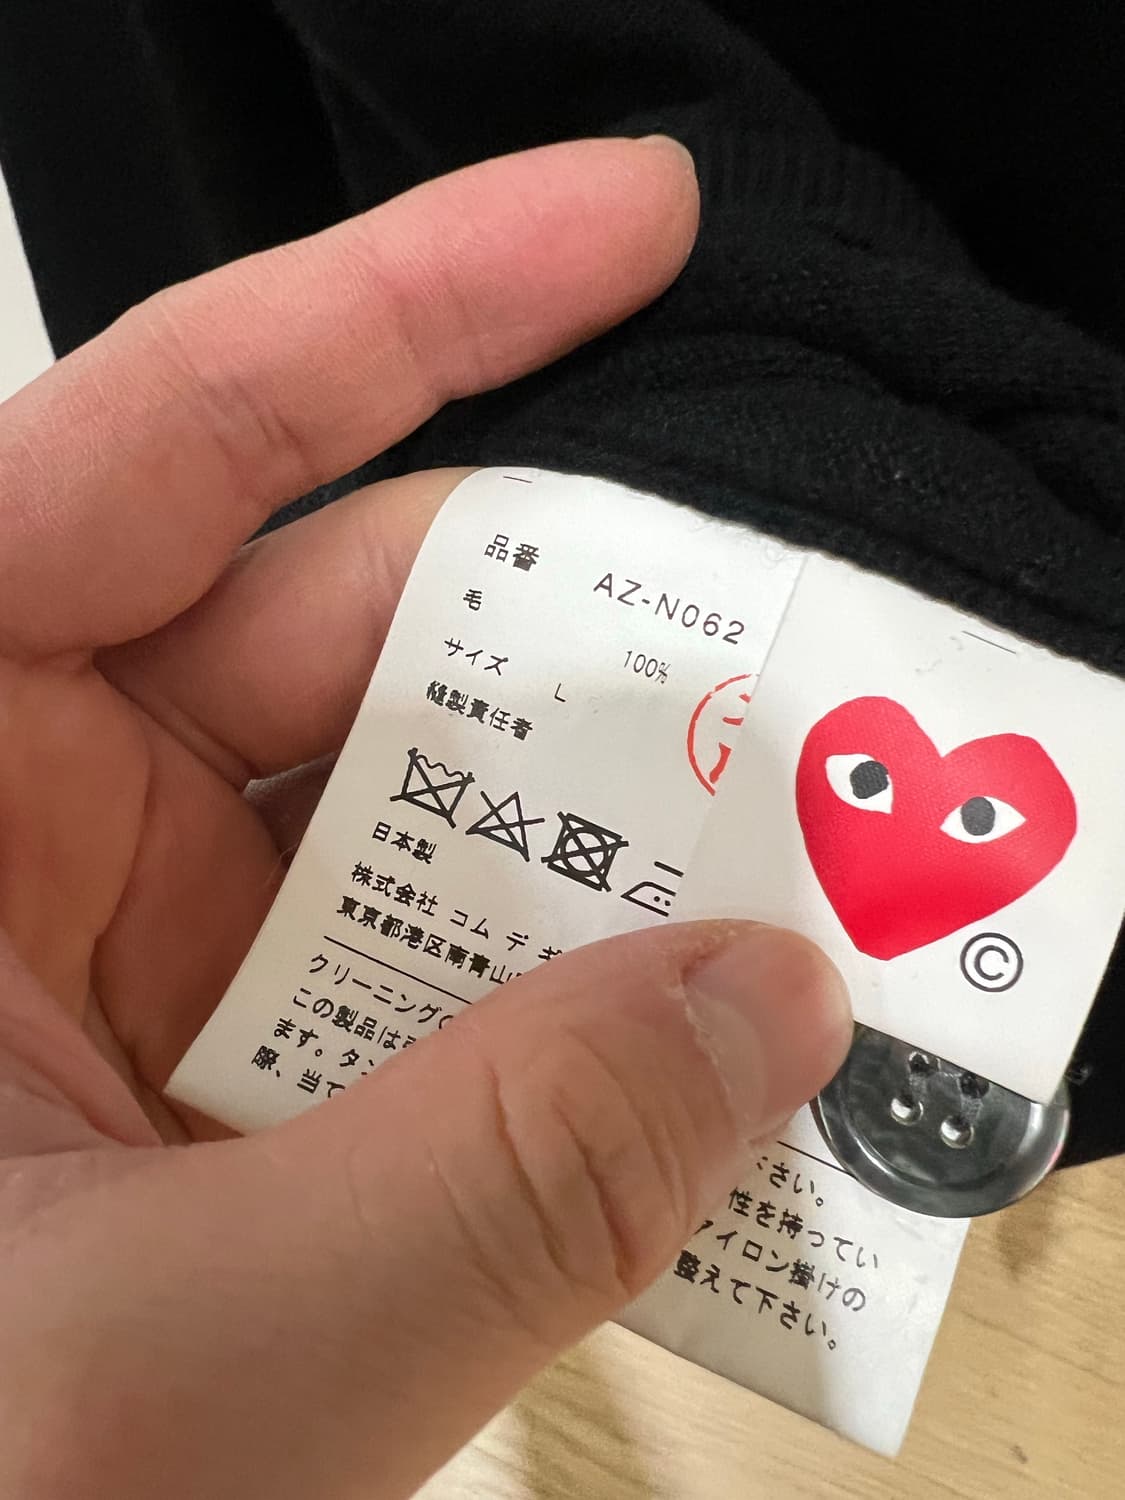 品番 AZ-N062
毛 100%
サイズ L
縫製責任者
日本製
株式会社 コム デ ギ
東京都港区南青山
クリーニング
この製品は
ます。タン
際、当て
ださい。
性を持ってい
アイロン掛けの
整えて下さい。
©